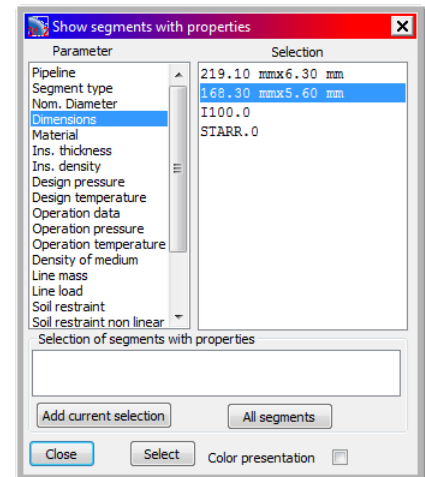 Show segments with properties
Parameter
Selection
Pipeline
Segment type
Nom. Diameter
Dimensions
Material
Ins. thickness
Ins. density
Design pressure
Design temperature
Operation data
Operation pressure
Operation temperature
Density of medium
Line mass
Line load
Soil restraint
Soil restraint non linear
219.10 mmx6.30 mm
168.30 mmx5.60 mm
I100.0
STARR.0
Selection of segments with properties
Add current selection
All segments
Close
Select
Color presentation